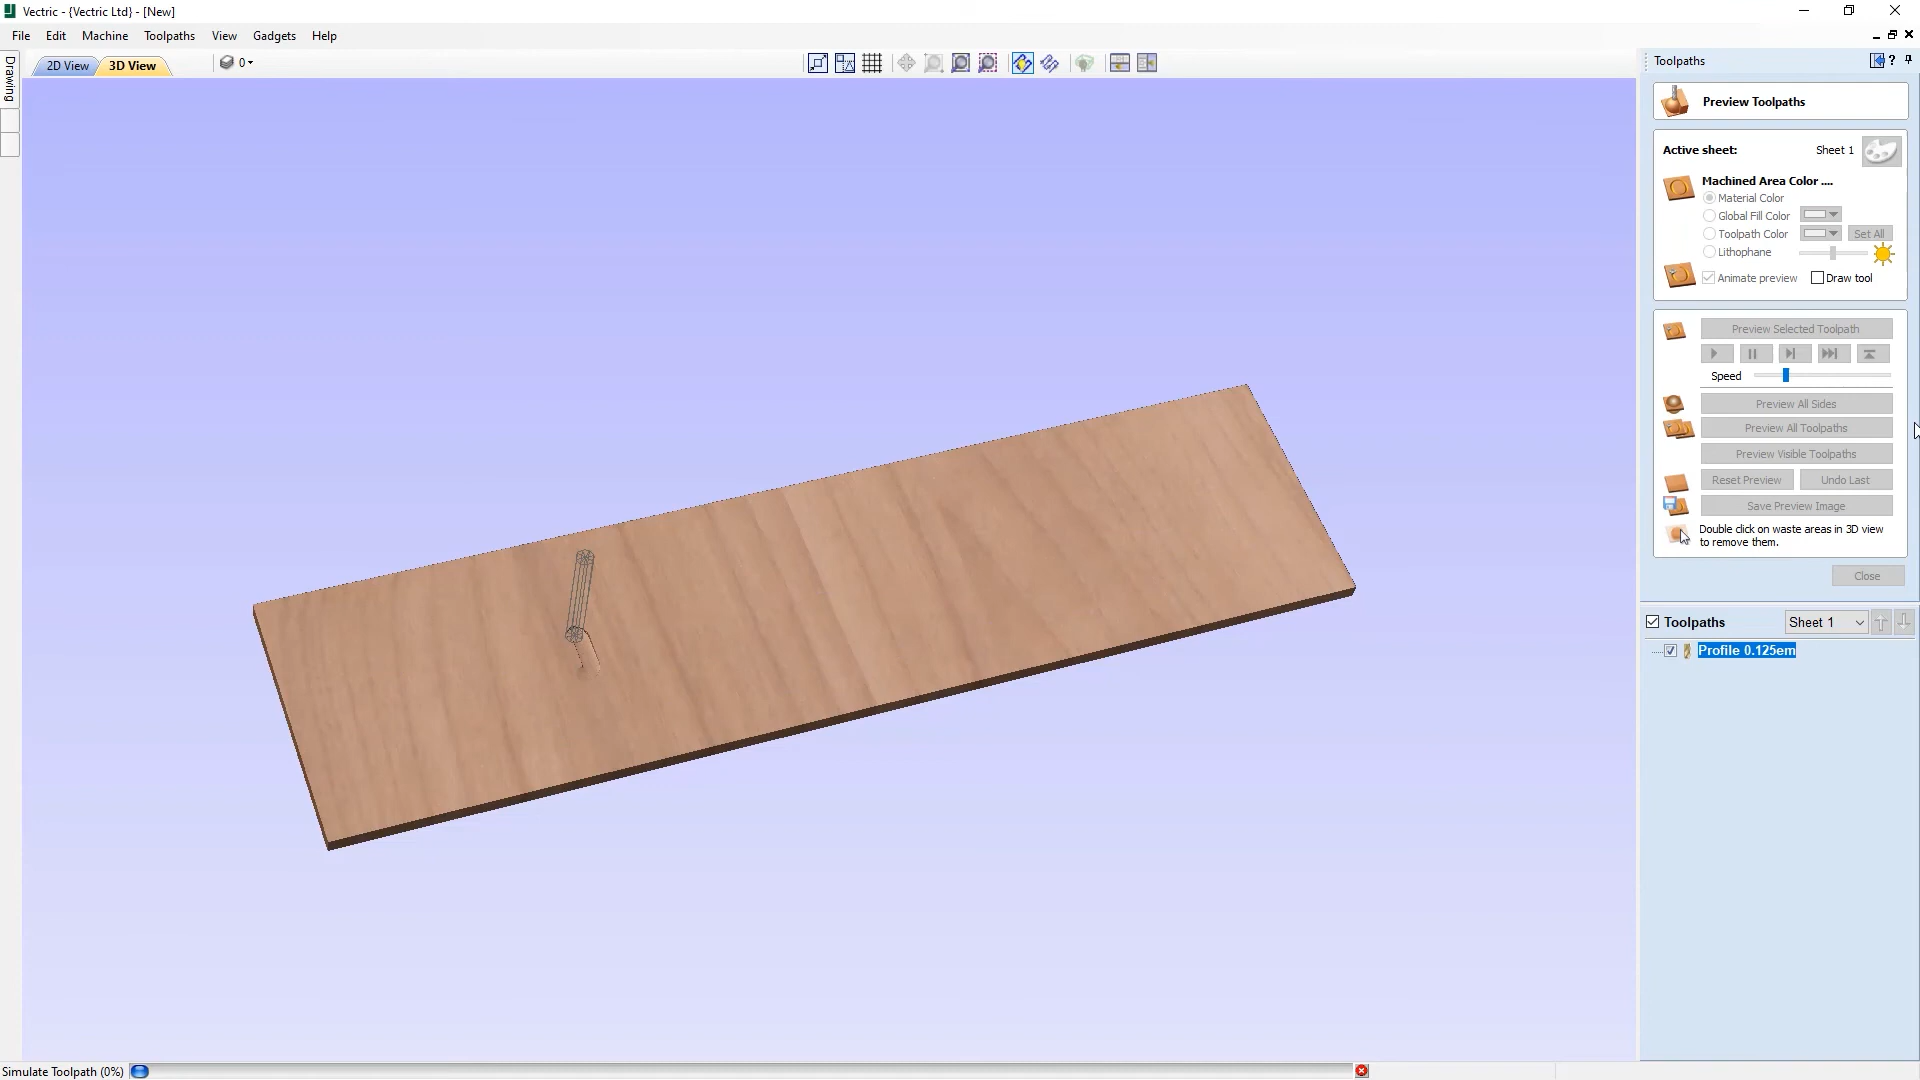 Vectric - {Vectric Ltd} - [New]
File Edit Machine Toolpaths View Gadgets Help
Drawing
2D View 3D View 0
Toolpaths ?
Preview Toolpaths
Active sheet: Sheet 1
Machined Area Color ....
Material Color
Global Fill Color
Toolpath Color Set All
Lithophane
Animate preview Draw tool
Preview Selected Toolpath
Speed
Preview All Sides
Preview All Toolpaths
Preview Visible Toolpaths
Reset Preview Undo Last
Save Preview Image
Double click on waste areas in 3D view
to remove them.
Close
Toolpaths Sheet 1
Profile 0.125em
Simulate Toolpath (0%)